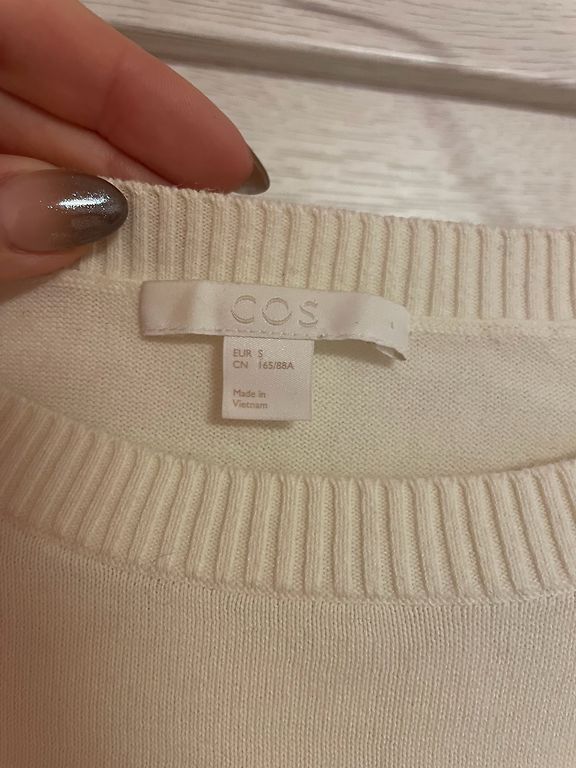 COS
EUR S
CN 165/88A
Made in
Vietnam